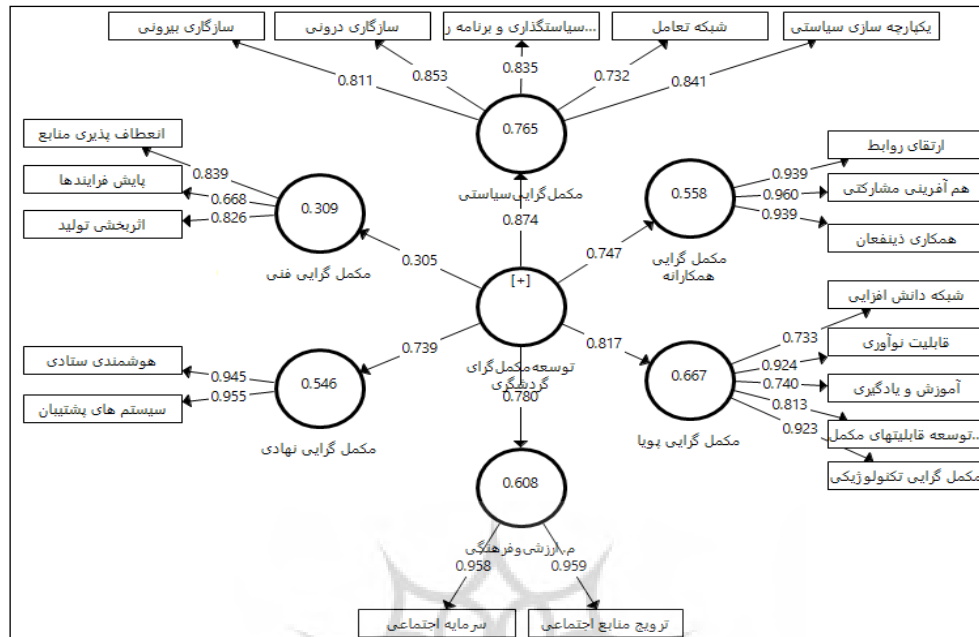 سازگاری بیرونی
سازگاری درونی
سیاستگذاری و برنامه ر...
شبکه تعامل
یکپارچه سازی سیاستی
0.811
0.853
0.835
0.732
0.841
0.765
مکمل گرایی سیاستی
0.874
انعطاف پذیری منابع
پایش فرایندها
اثربخشی تولید
0.839
0.668
0.826
0.309
مکمل گرایی فنی
0.305
ارتقای روابط
هم آفرینی مشارکتی
همکاری ذینفعان
0.939
0.960
0.939
0.558
مکمل گرایی
همکارانه
0.747
[+]
توسعه مکمل گرای
گردشگری
0.739
0.817
0.780
هوشمندی ستادی
سیستم های پشتیبان
0.945
0.955
0.546
مکمل گرایی نهادی
شبکه دانش افزایی
قابلیت نوآوری
آموزش و یادگیری
توسعه قابلیتهای مکمل...
مکمل گرایی تکنولوژیکی
0.733
0.924
0.740
0.813
0.923
0.667
مکمل گرایی پویا
0.608
م. ارزشی و فرهنگی
0.958
0.959
سرمایه اجتماعی
ترویج منابع اجتماعی